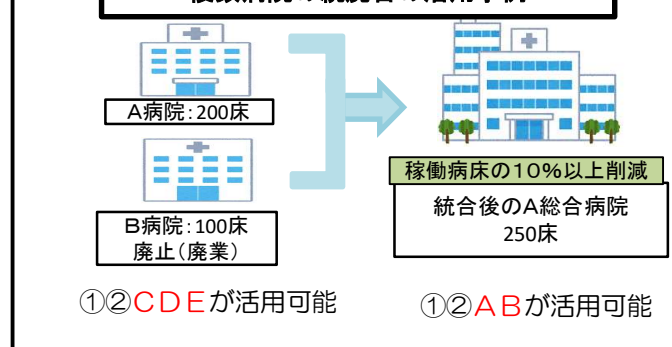 A病院:200床
B病院:100床
廃止(廃業)
稼働病床の10%以上削減
統合後のA総合病院
250床
①②CDEが活用可能
①②ABが活用可能